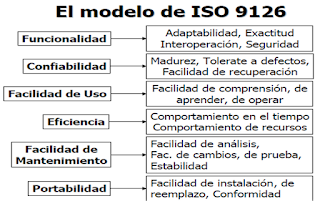 El modelo de ISO 9126
Funcionalidad
Adaptabilidad, Exactitud
Interoperación, Seguridad
Confiabilidad
Madurez, Tolerate a defectos,
Facilidad de recuperación
Facilidad de Uso
Facilidad de comprensión, de
aprender, de operar
Eficiencia
Comportamiento en el tiempo
Comportamiento de recursos
Facilidad de
Mantenimiento
Facilidad de análisis,
Fac. de cambios, de prueba,
Estabilidad
Portabilidad
Facilidad de instalación, de
reemplazo, Conformidad